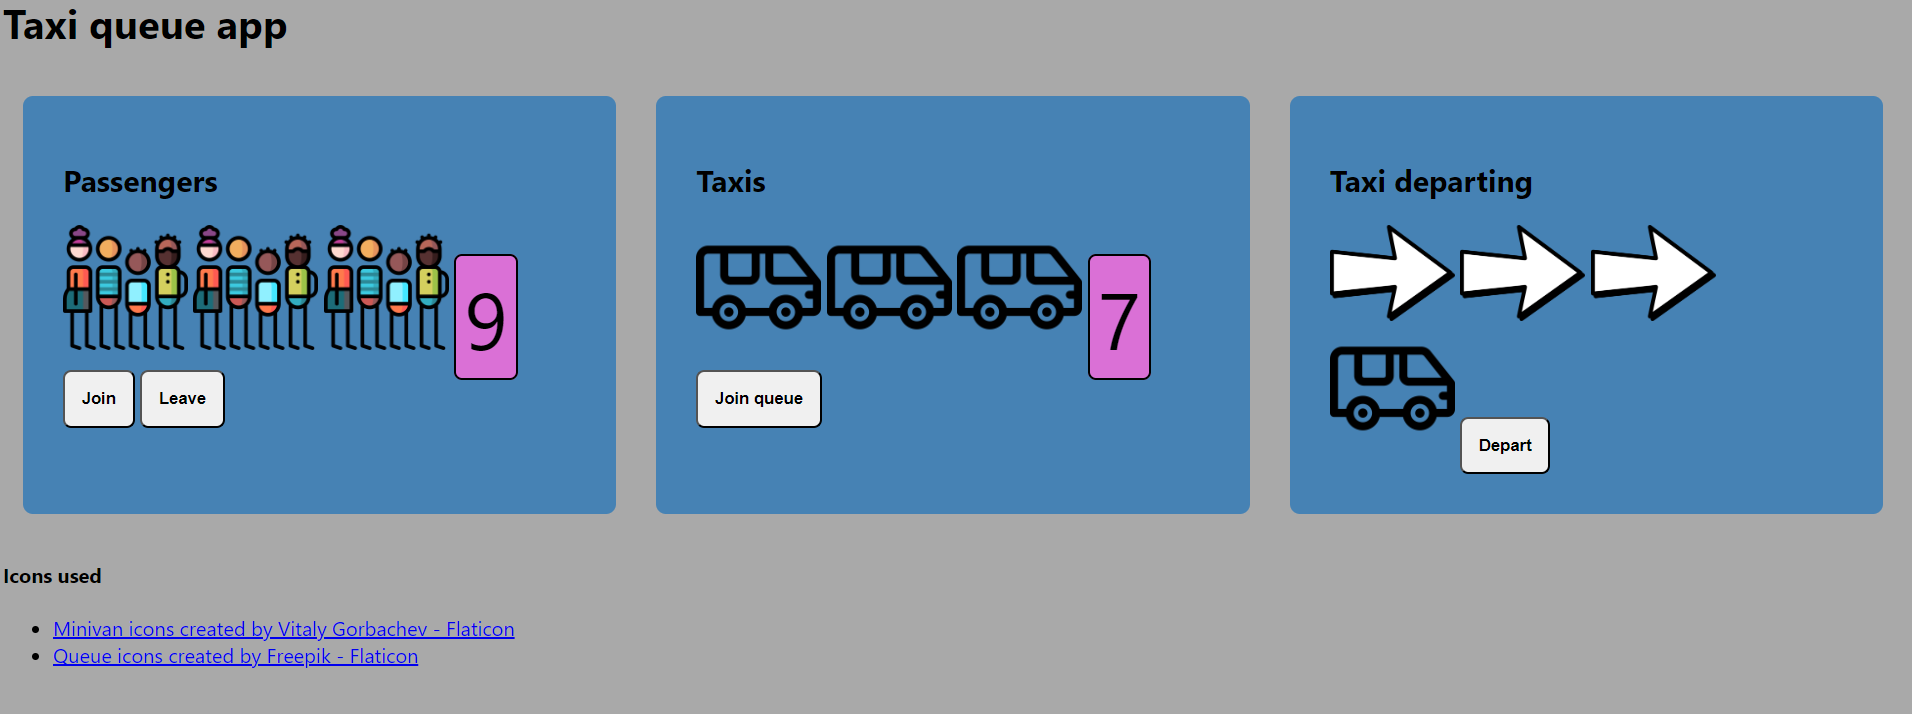 Taxi queue app
Passengers
9
Join
Leave
Taxis
7
Join queue
Taxi departing
Depart
Icons used
Minivan icons created by Vitaly Gorbachev - Flaticon
Queue icons created by Freepik - Flaticon